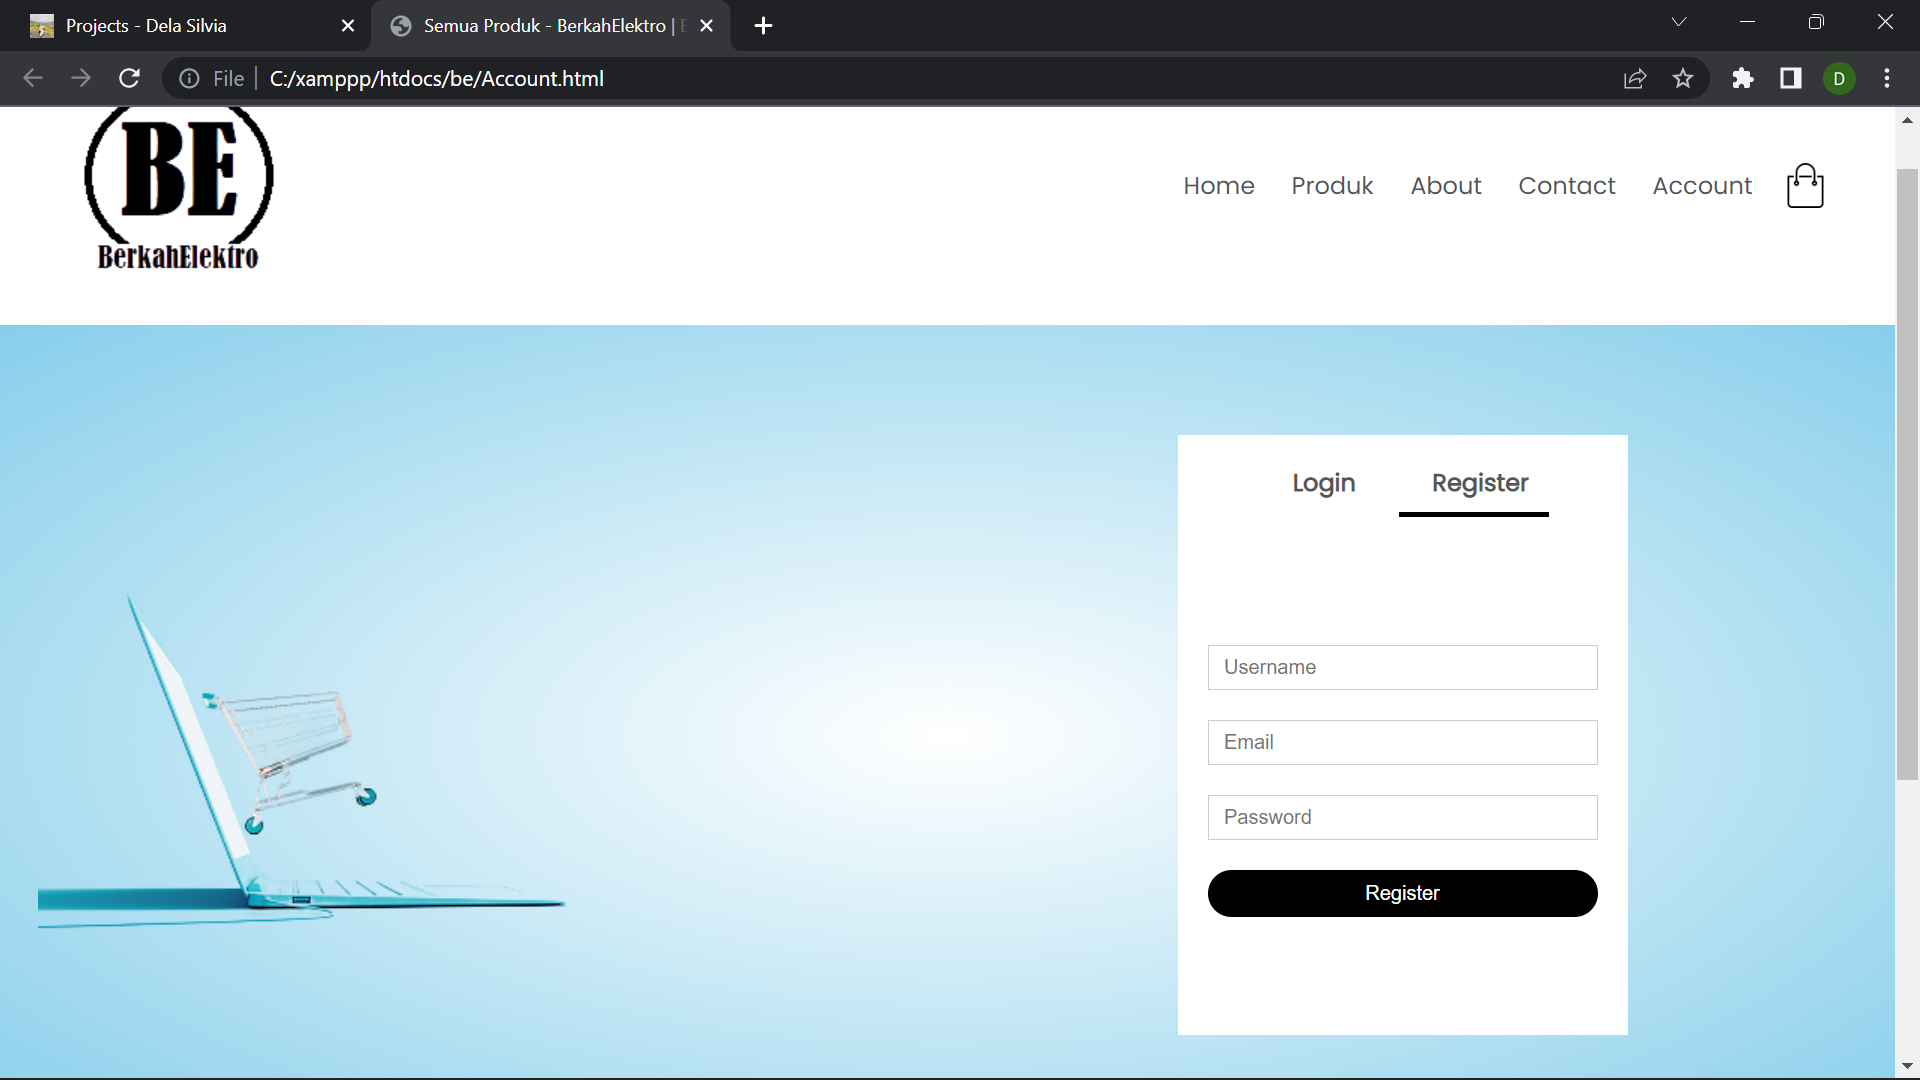 Projects - Dela Silvia
Semua Produk - BerkahElektro |
File
C:/xamppp/htdocs/be/Account.html
D
BE
BerkahElektro
Home
Produk
About
Contact
Account
Login
Register
Username
Email
Password
Register